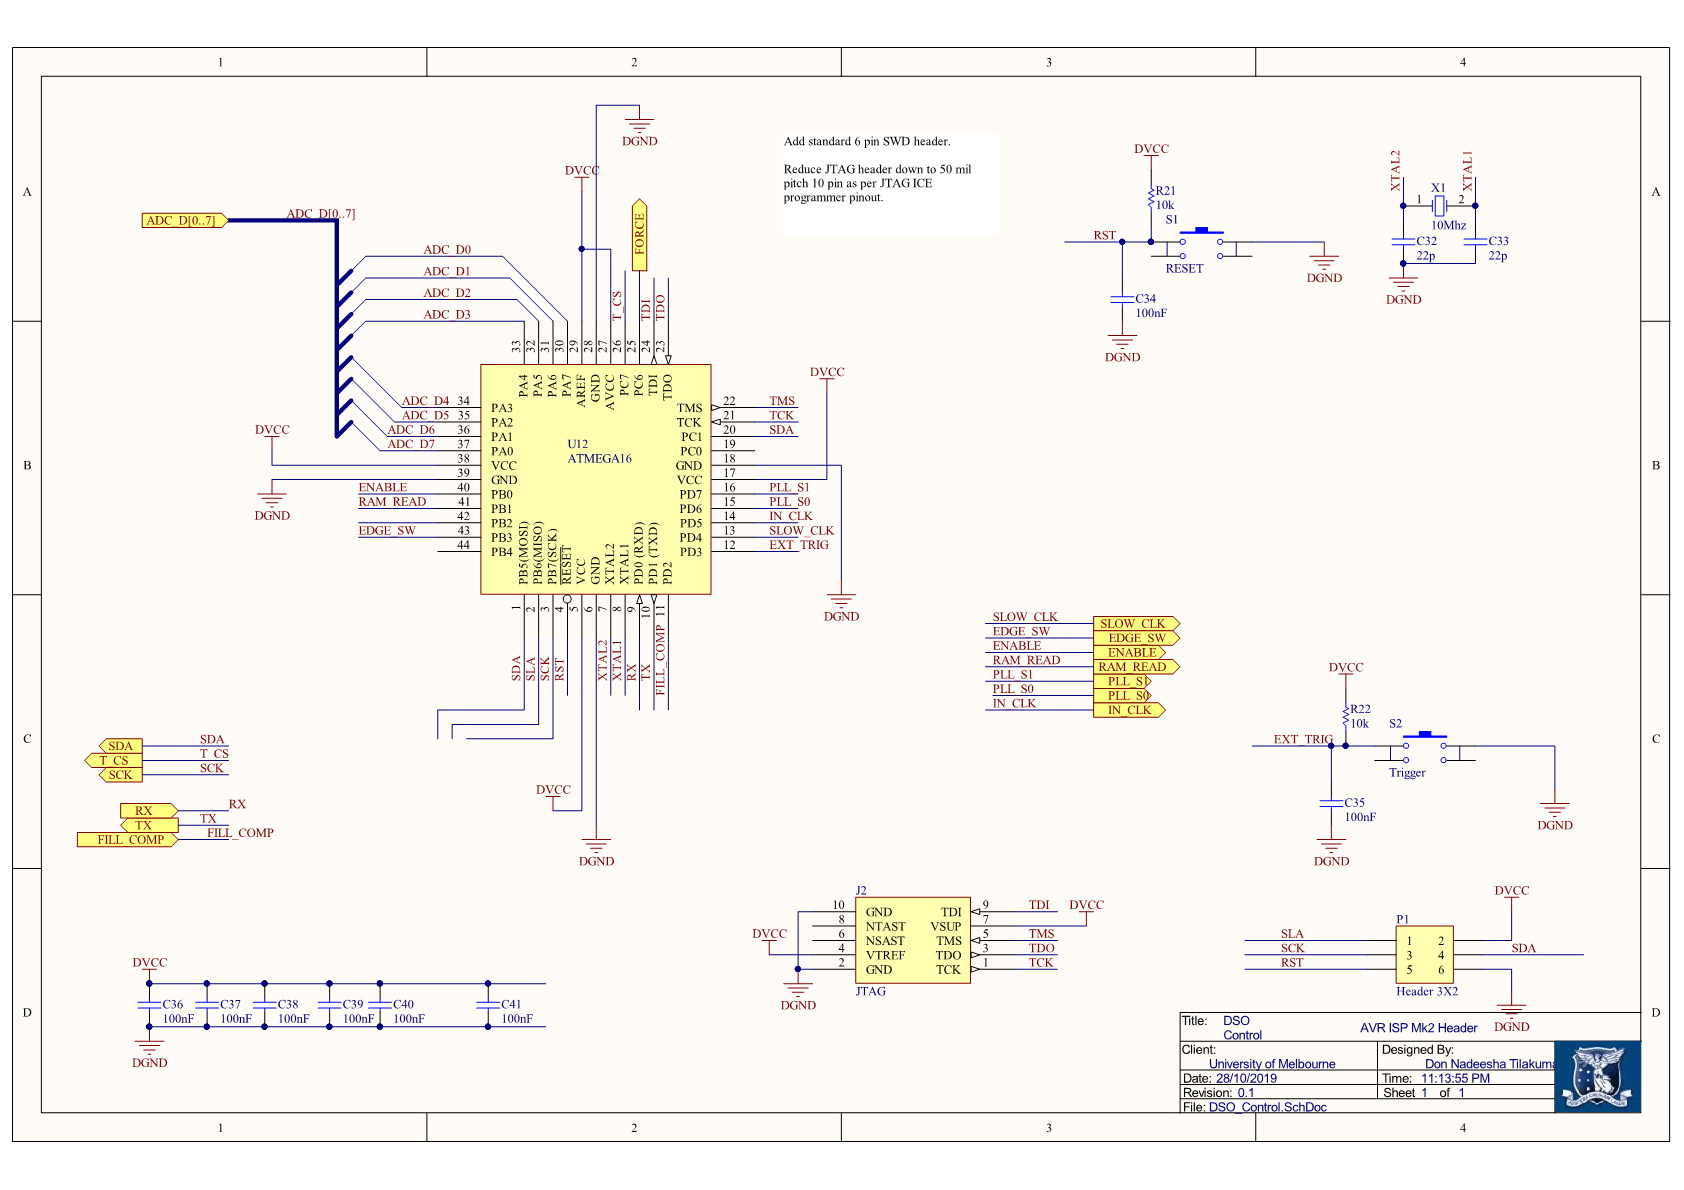 1 2 3 4
A A
B B
C C
D D
1 2 3 4
ADC_D[0..7]
ADC_D[0..7]
ADC_D0
ADC_D1
ADC_D2
ADC_D3
ADC_D4
ADC_D5
ADC_D6
ADC_D7
DGND
DVCC
FORCE
T_CS
TDI
TDO
33 32 31 30 29 28 27 26 25 24 23
PA4 PA5 PA6 PA7 AREF GND AVCC PC7 PC6 TDI TDO
34 PA3
35 PA2
36 PA1
37 PA0
38 VCC
39 GND
40 PB0
41 PB1
42 PB2
43 PB3
44 PB4
DVCC
DGND
ENABLE
RAM_READ
EDGE_SW
U12
ATMEGA16
TMS 22 TMS
TCK 21 TCK
PC1 20 SDA
PC0 19
GND 18
VCC 17
PD7 16 PLL_S1
PD6 15 PLL_S0
PD5 14 IN_CLK
PD4 13 SLOW_CLK
PD3 12 EXT_TRIG
DVCC
DGND
PB5(MOSI) PB6(MISO) PB7(SCK) RESET VCC GND XTAL2 XTAL1 PD0 (RXD) PD1 (TXD) PD2
1 2 3 4 5 6 7 8 9 10 11
SDA SLA SCK RST XTAL2 XTAL1 RX TX FILL_COMP
DVCC
DGND
Add standard 6 pin SWD header.
Reduce JTAG header down to 50 mil
pitch 10 pin as per JTAG ICE
programmer pinout.
DVCC
R21
10k
S1
RST
RESET
C34
100nF
DGND
DGND
XTAL2 XTAL1
X1
1 2
10Mhz
C32 C33
22p 22p
DGND
SLOW_CLK SLOW_CLK
EDGE_SW EDGE_SW
ENABLE ENABLE
RAM_READ RAM_READ
PLL_S1 PLL_S1
PLL_S0 PLL_S0
IN_CLK IN_CLK
DVCC
R22
10k
S2
EXT_TRIG
Trigger
C35
100nF
DGND
DGND
SDA SDA
T_CS T_CS
SCK SCK
RX RX
TX TX
FILL_COMP FILL_COMP
DVCC
C36 C37 C38 C39 C40 C41
100nF 100nF 100nF 100nF 100nF 100nF
DGND
J2
10 GND TDI 9 TDI
8 NTAST VSUP 7 DVCC
6 NSAST TMS 5 TMS
4 VTREF TDO 3 TDO
2 GND TCK 1 TCK
DVCC
DGND
JTAG
DVCC
P1
SLA 1 2
SCK 3 4 SDA
RST 5 6
Header 3X2
DGND
AVR ISP Mk2 Header
Title: DSO
Control
Client: Designed By:
University of Melbourne Don Nadeesha Tilakuma
Date: 28/10/2019 Time: 11:13:55 PM
Revision: 0.1 Sheet 1 of 1
File: DSO_Control.SchDoc